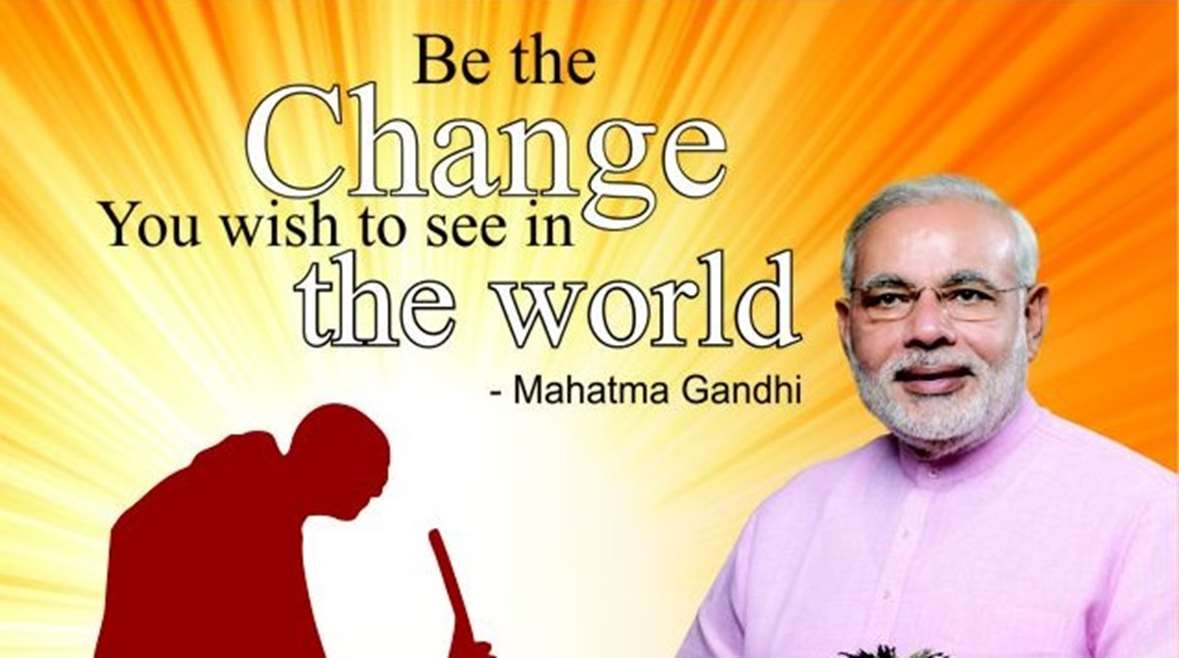 Be the
Change
You wish to see in
the world
- Mahatma Gandhi